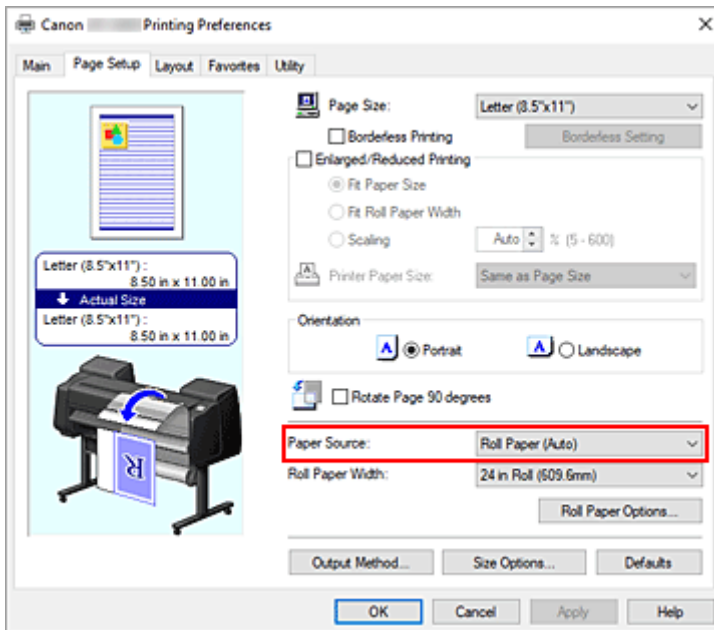 Canon Printing Preferences
Main Page Setup Layout Favorites Utility
Page Size: Letter (8.5"x11")
Borderless Printing Borderless Setting
Enlarged/Reduced Printing
Fit Paper Size
Fit Roll Paper Width
Scaling Auto % (5 - 600)
Printer Paper Size: Same as Page Size
Letter (8.5"x11") :
8.50 in x 11.00 in
Actual Size
Letter (8.5"x11") :
8.50 in x 11.00 in
Orientation
A Portrait A Landscape
Rotate Page 90 degrees
R
Paper Source: Roll Paper (Auto)
Roll Paper Width: 24 in Roll (609.6mm)
Roll Paper Options...
Output Method... Size Options... Defaults
OK Cancel Apply Help